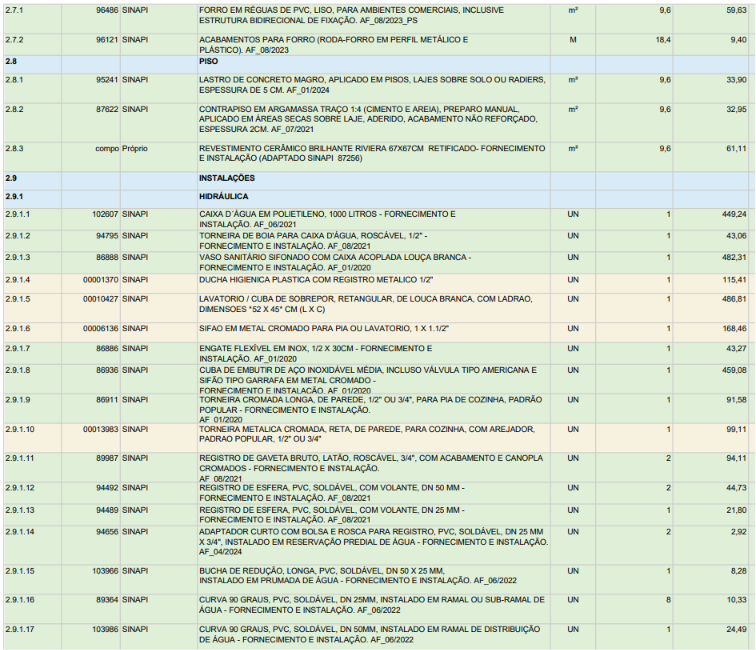 2.7.1 96486 SINAPI FORRO EM RÉGUAS DE PVC, LISO, PARA AMBIENTES COMERCIAIS, INCLUSIVE m² 9,6 59,63
ESTRUTURA BIDIRECIONAL DE FIXAÇÃO. AF_08/2023_PS
2.7.2 96121 SINAPI ACABAMENTOS PARA FORRO (RODA-FORRO EM PERFIL METÁLICO E M 18,4 9,40
PLÁSTICO). AF_08/2023
2.8 PISO
2.8.1 95241 SINAPI LASTRO DE CONCRETO MAGRO, APLICADO EM PISOS, LAJES SOBRE SOLO OU RADIERS, m² 9,6 33,90
ESPESSURA DE 5 CM. AF_01/2024
2.8.2 87622 SINAPI CONTRAPISO EM ARGAMASSA TRAÇO 1:4 (CIMENTO E AREIA), PREPARO MANUAL, m² 9,6 32,95
APLICADO EM ÁREAS SECAS SOBRE LAJE, ADERIDO, ACABAMENTO NÃO REFORÇADO,
ESPESSURA 2CM. AF_07/2021
2.8.3 compo Próprio REVESTIMENTO CERÂMICO BRILHANTE RIVIERA 67X67CM RETIFICADO- FORNECIMENTO m² 9,6 61,11
E INSTALAÇÃO (ADAPTADO SINAPI 87256)
2.9 INSTALAÇÕES
2.9.1 HIDRÁULICA
2.9.1.1 102607 SINAPI CAIXA D´ÁGUA EM POLIETILENO, 1000 LITROS - FORNECIMENTO E UN 1 449,24
INSTALAÇÃO. AF_06/2021
2.9.1.2 94795 SINAPI TORNEIRA DE BOIA PARA CAIXA D'ÁGUA, ROSCÁVEL, 1/2" - UN 1 43,06
FORNECIMENTO E INSTALAÇÃO. AF_08/2021
2.9.1.3 86888 SINAPI VASO SANITÁRIO SIFONADO COM CAIXA ACOPLADA LOUÇA BRANCA - UN 1 482,31
FORNECIMENTO E INSTALAÇÃO. AF_01/2020
2.9.1.4 00001370 SINAPI DUCHA HIGIENICA PLASTICA COM REGISTRO METALICO 1/2" UN 1 115,41
2.9.1.5 00010427 SINAPI LAVATORIO / CUBA DE SOBREPOR, RETANGULAR, DE LOUCA BRANCA, COM LADRAO, UN 1 486,81
DIMENSOES *52 X 45* CM (L X C)
2.9.1.6 00006136 SINAPI SIFAO EM METAL CROMADO PARA PIA OU LAVATORIO, 1 X 1.1/2" UN 1 168,46
2.9.1.7 86886 SINAPI ENGATE FLEXÍVEL EM INOX, 1/2 X 30CM - FORNECIMENTO E UN 1 43,27
INSTALAÇÃO. AF_01/2020
2.9.1.8 86936 SINAPI CUBA DE EMBUTIR DE AÇO INOXIDÁVEL MÉDIA, INCLUSO VÁLVULA TIPO AMERICANA E UN 1 459,08
SIFÃO TIPO GARRAFA EM METAL CROMADO -
FORNECIMENTO E INSTALAÇÃO. AF_01/2020
2.9.1.9 86911 SINAPI TORNEIRA CROMADA LONGA, DE PAREDE, 1/2" OU 3/4", PARA PIA DE COZINHA, PADRÃO UN 1 91,58
POPULAR - FORNECIMENTO E INSTALAÇÃO.
AF_01/2020
2.9.1.10 00013983 SINAPI TORNEIRA METALICA CROMADA, RETA, DE PAREDE, PARA COZINHA, COM AREJADOR, UN 1 99,11
PADRAO POPULAR, 1/2" OU 3/4"
2.9.1.11 89987 SINAPI REGISTRO DE GAVETA BRUTO, LATÃO, ROSCÁVEL, 3/4", COM ACABAMENTO E CANOPLA UN 2 94,11
CROMADOS - FORNECIMENTO E INSTALAÇÃO.
AF_08/2021
2.9.1.12 94492 SINAPI REGISTRO DE ESFERA, PVC, SOLDÁVEL, COM VOLANTE, DN 50 MM - UN 2 44,73
FORNECIMENTO E INSTALAÇÃO. AF_08/2021
2.9.1.13 94489 SINAPI REGISTRO DE ESFERA, PVC, SOLDÁVEL, COM VOLANTE, DN 25 MM - UN 1 21,80
FORNECIMENTO E INSTALAÇÃO. AF_08/2021
2.9.1.14 94656 SINAPI ADAPTADOR CURTO COM BOLSA E ROSCA PARA REGISTRO, PVC, SOLDÁVEL, DN 25 MM UN 2 2,92
X 3/4", INSTALADO EM RESERVAÇÃO PREDIAL DE ÁGUA - FORNECIMENTO E INSTALAÇÃO.
AF_04/2024
2.9.1.15 103966 SINAPI BUCHA DE REDUÇÃO, LONGA, PVC, SOLDÁVEL, DN 50 X 25 MM, UN 1 8,28
INSTALADO EM PRUMADA DE ÁGUA - FORNECIMENTO E INSTALAÇÃO. AF_06/2022
2.9.1.16 89364 SINAPI CURVA 90 GRAUS, PVC, SOLDÁVEL, DN 25MM, INSTALADO EM RAMAL OU SUB-RAMAL DE UN 8 10,33
ÁGUA - FORNECIMENTO E INSTALAÇÃO. AF_06/2022
2.9.1.17 103986 SINAPI CURVA 90 GRAUS, PVC, SOLDÁVEL, DN 50MM, INSTALADO EM RAMAL DE DISTRIBUIÇÃO UN 1 24,49
DE ÁGUA - FORNECIMENTO E INSTALAÇÃO. AF_06/2022